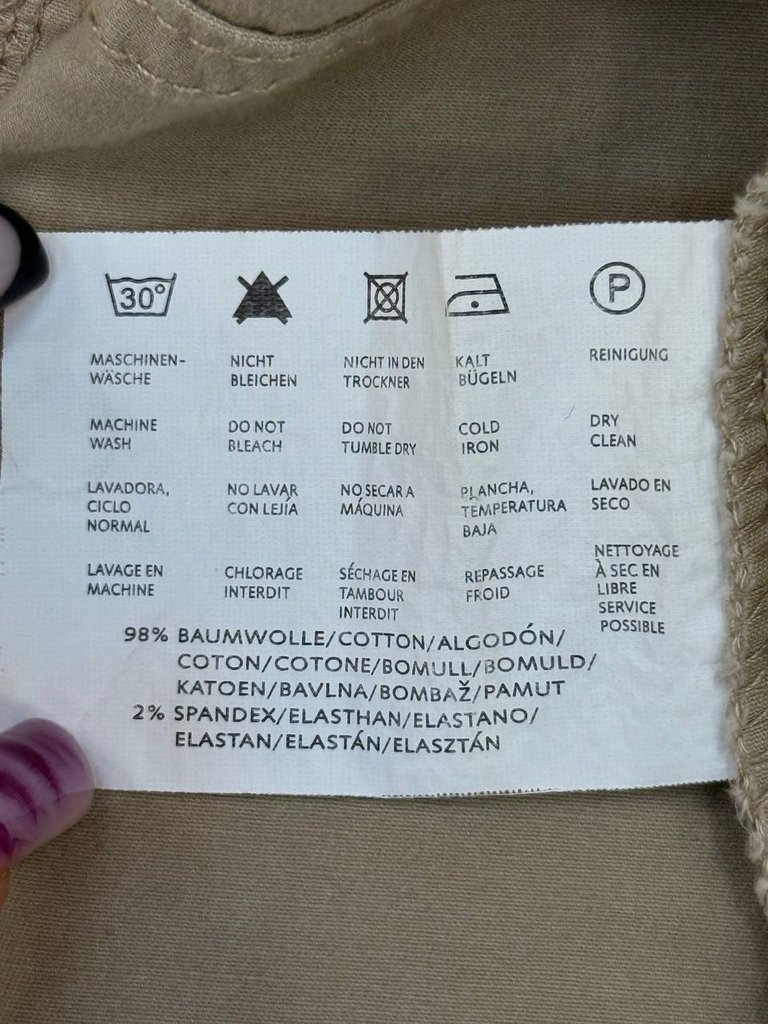 30°
P
MASCHINEN-
WÄSCHE
NICHT
BLEICHEN
NICHT IN DEN
TROCKNER
KALT
BÜGELN
REINIGUNG
MACHINE
WASH
DO NOT
BLEACH
DO NOT
TUMBLE DRY
COLD
IRON
DRY
CLEAN
LAVADORA,
CICLO
NORMAL
NO LAVAR
CON LEJÍA
NO SECAR A
MÁQUINA
PLANCHA,
TEMPERATURA
BAJA
LAVADO EN
SECO
LAVAGE EN
MACHINE
CHLORAGE
INTERDIT
SÉCHAGE EN
TAMBOUR
INTERDIT
REPASSAGE
FROID
NETTOYAGE
À SEC EN
LIBRE
SERVICE
POSSIBLE
98% BAUMWOLLE/COTTON/ALGODÓN/
COTON/COTONE/BOMULL/BOMULD/
KATOEN/BAVLNA/BOMBAŽ/PAMUT
2% SPANDEX/ELASTHAN/ELASTANO/
ELASTAN/ELASTÁN/ELASZTÁN